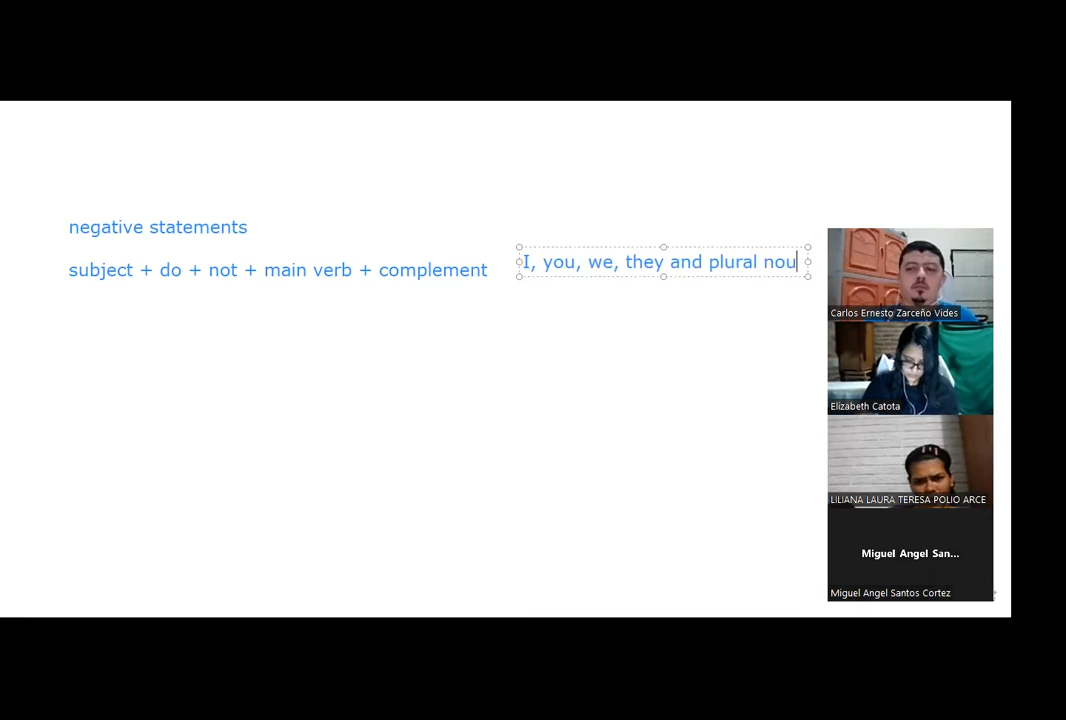 negative statements
subject + do + not + main verb + complement
I, you, we, they and plural nou
Carlos Ernesto Zarceño Vides
Elizabeth Catota
LILIANA LAURA TERESA POLIO ARCE
Miguel Angel San...
Miguel Angel Santos Cortez